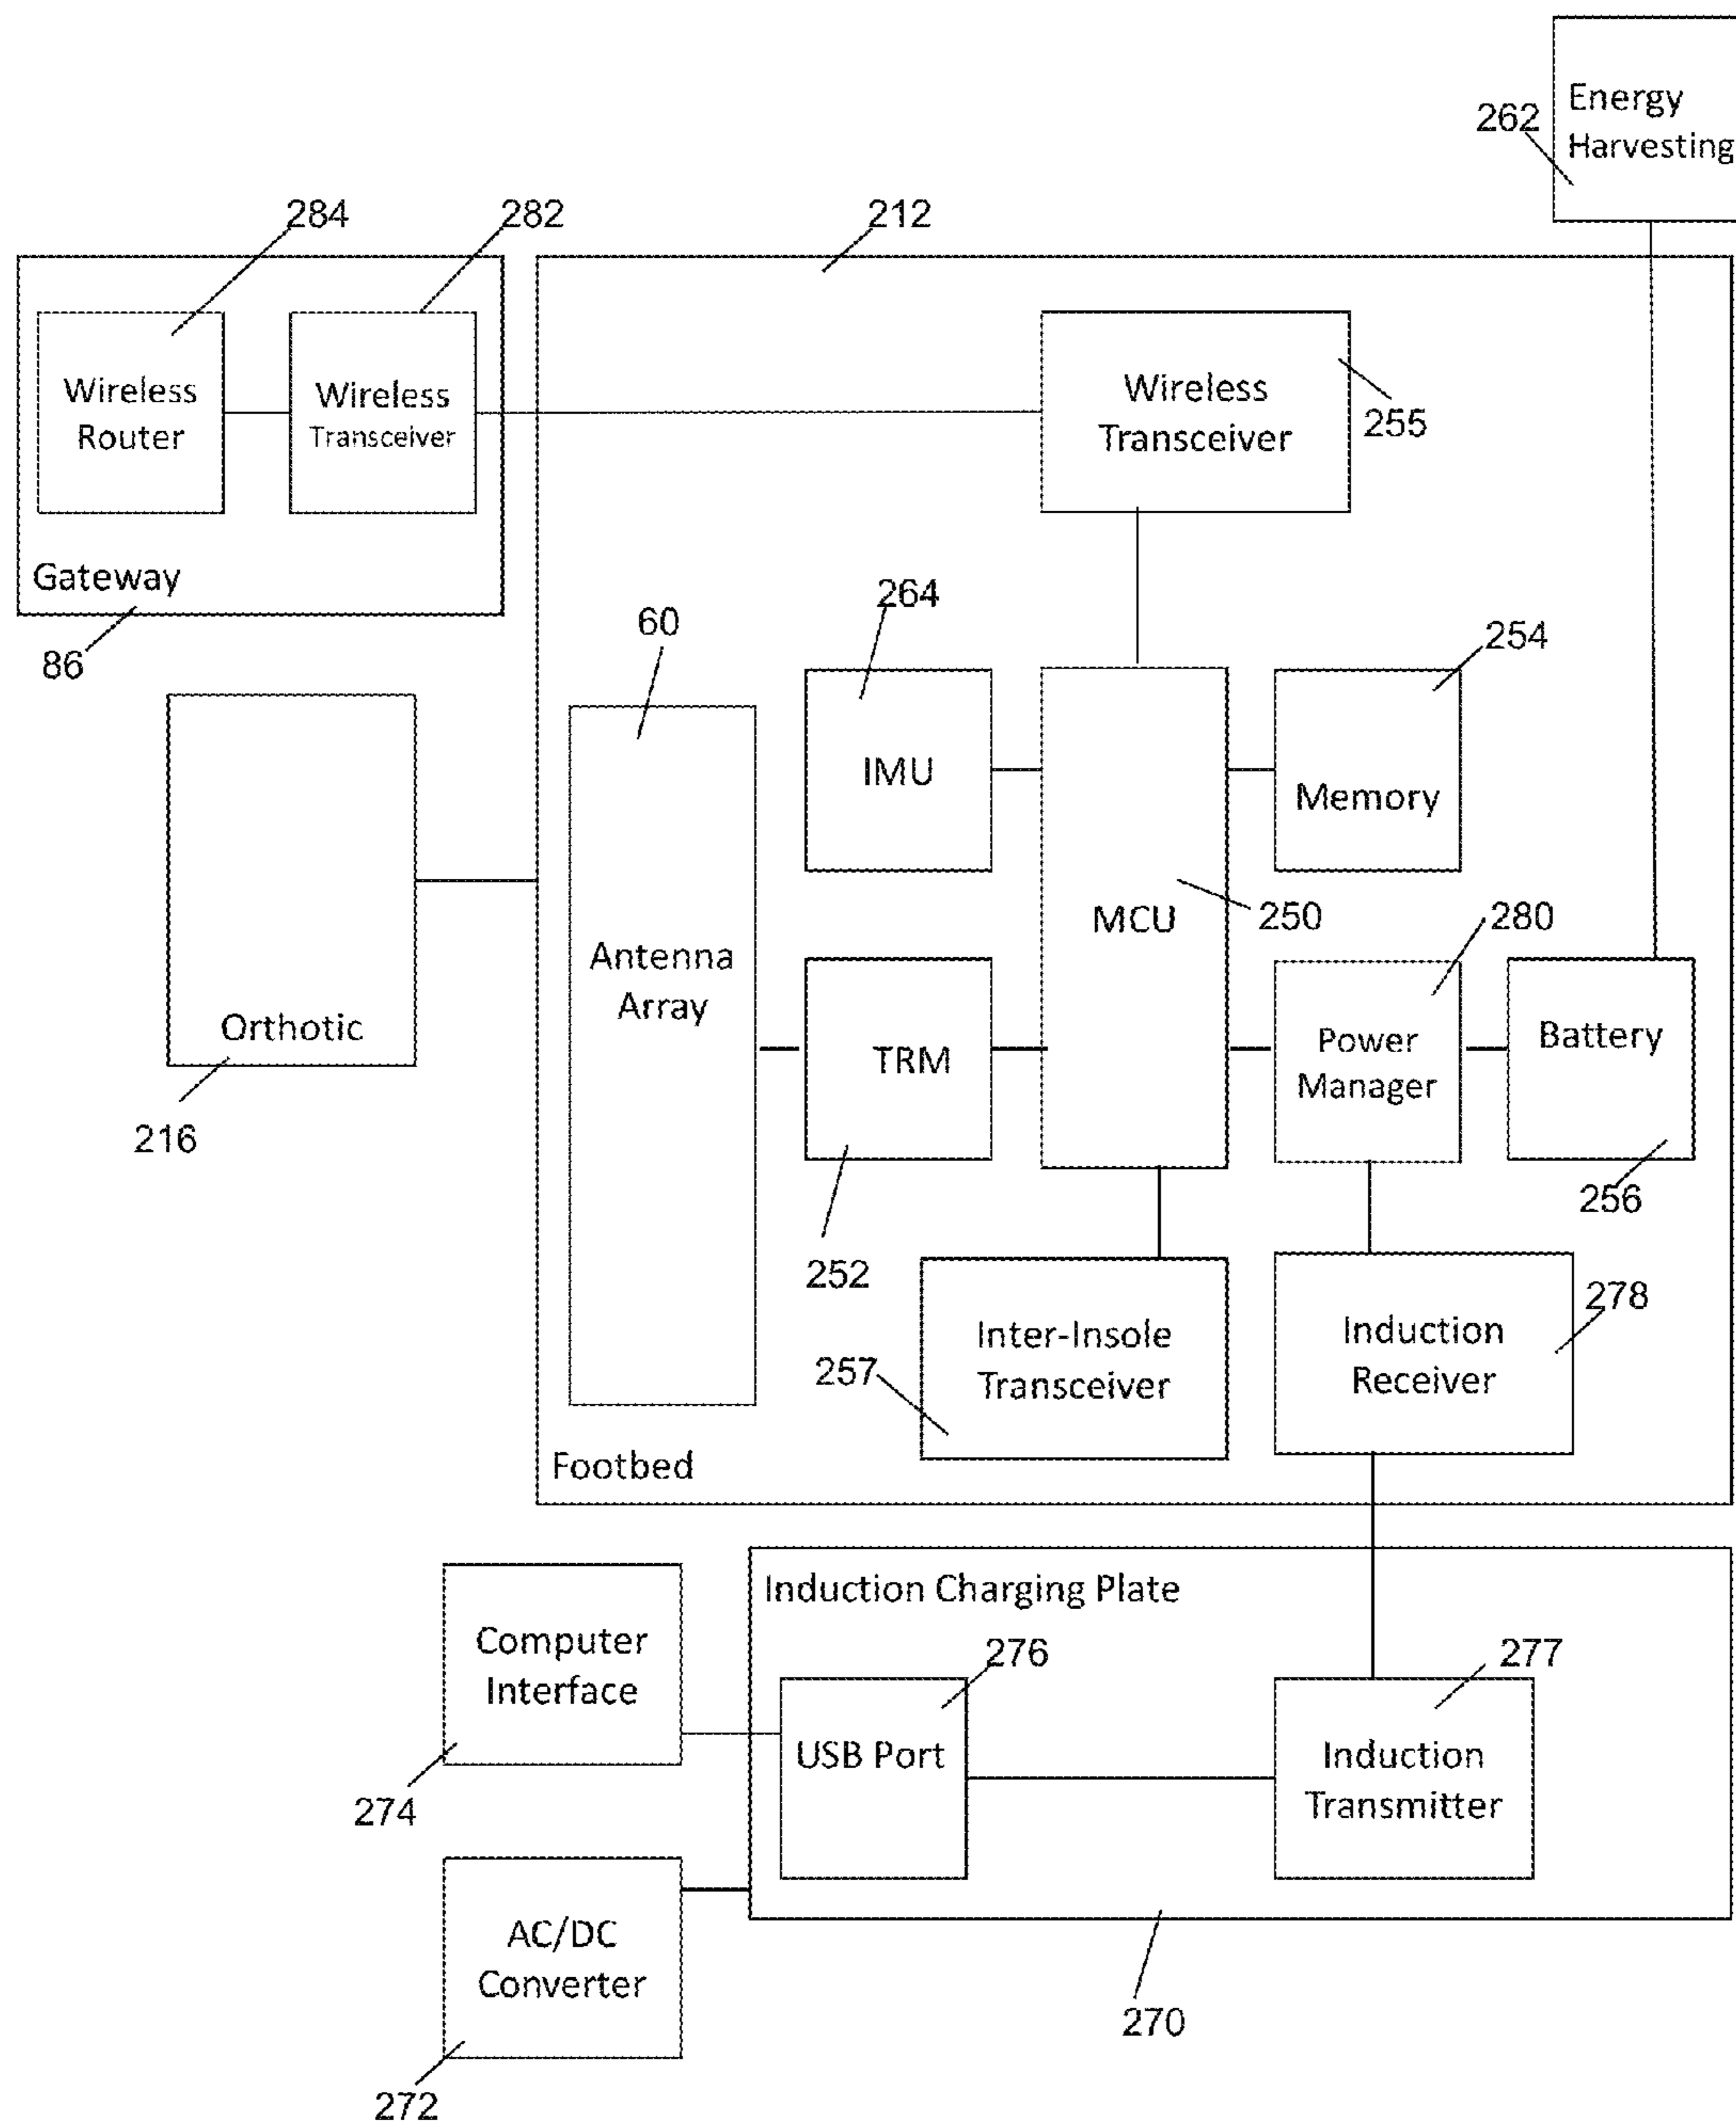 Energy
Harvesting
262
284
282
212
Wireless
Router
Wireless
Transceiver
Wireless
Transceiver
255
Gateway
86
60
264
254
IMU
Memory
MCU
250
280
Antenna
Array
Orthotic
216
TRM
252
Power
Manager
Battery
256
Inter-Insole
Transceiver
257
Induction
Receiver
278
Footbed
Induction Charging Plate
Computer
Interface
274
276
USB Port
277
Induction
Transmitter
AC/DC
Converter
272
270